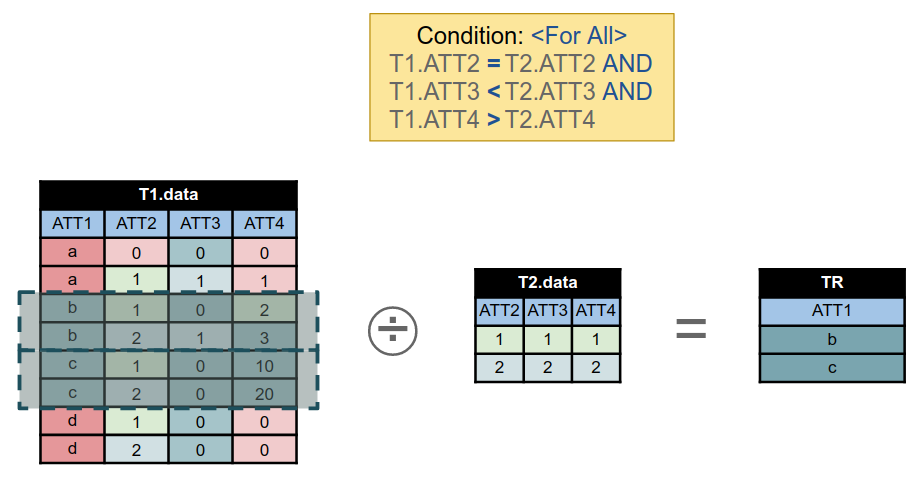 Condition: <For All>
T1.ATT2 = T2.ATT2 AND
T1.ATT3 < T2.ATT3 AND
T1.ATT4 > T2.ATT4
T1.data
ATT1 ATT2 ATT3 ATT4
a 0 0 0
a 1 1 1
b 1 0 2
b 2 1 3
c 1 0 10
c 2 0 20
d 1 0 0
d 2 0 0
÷
T2.data
ATT2 ATT3 ATT4
1 1 1
2 2 2
=
TR
ATT1
b
c